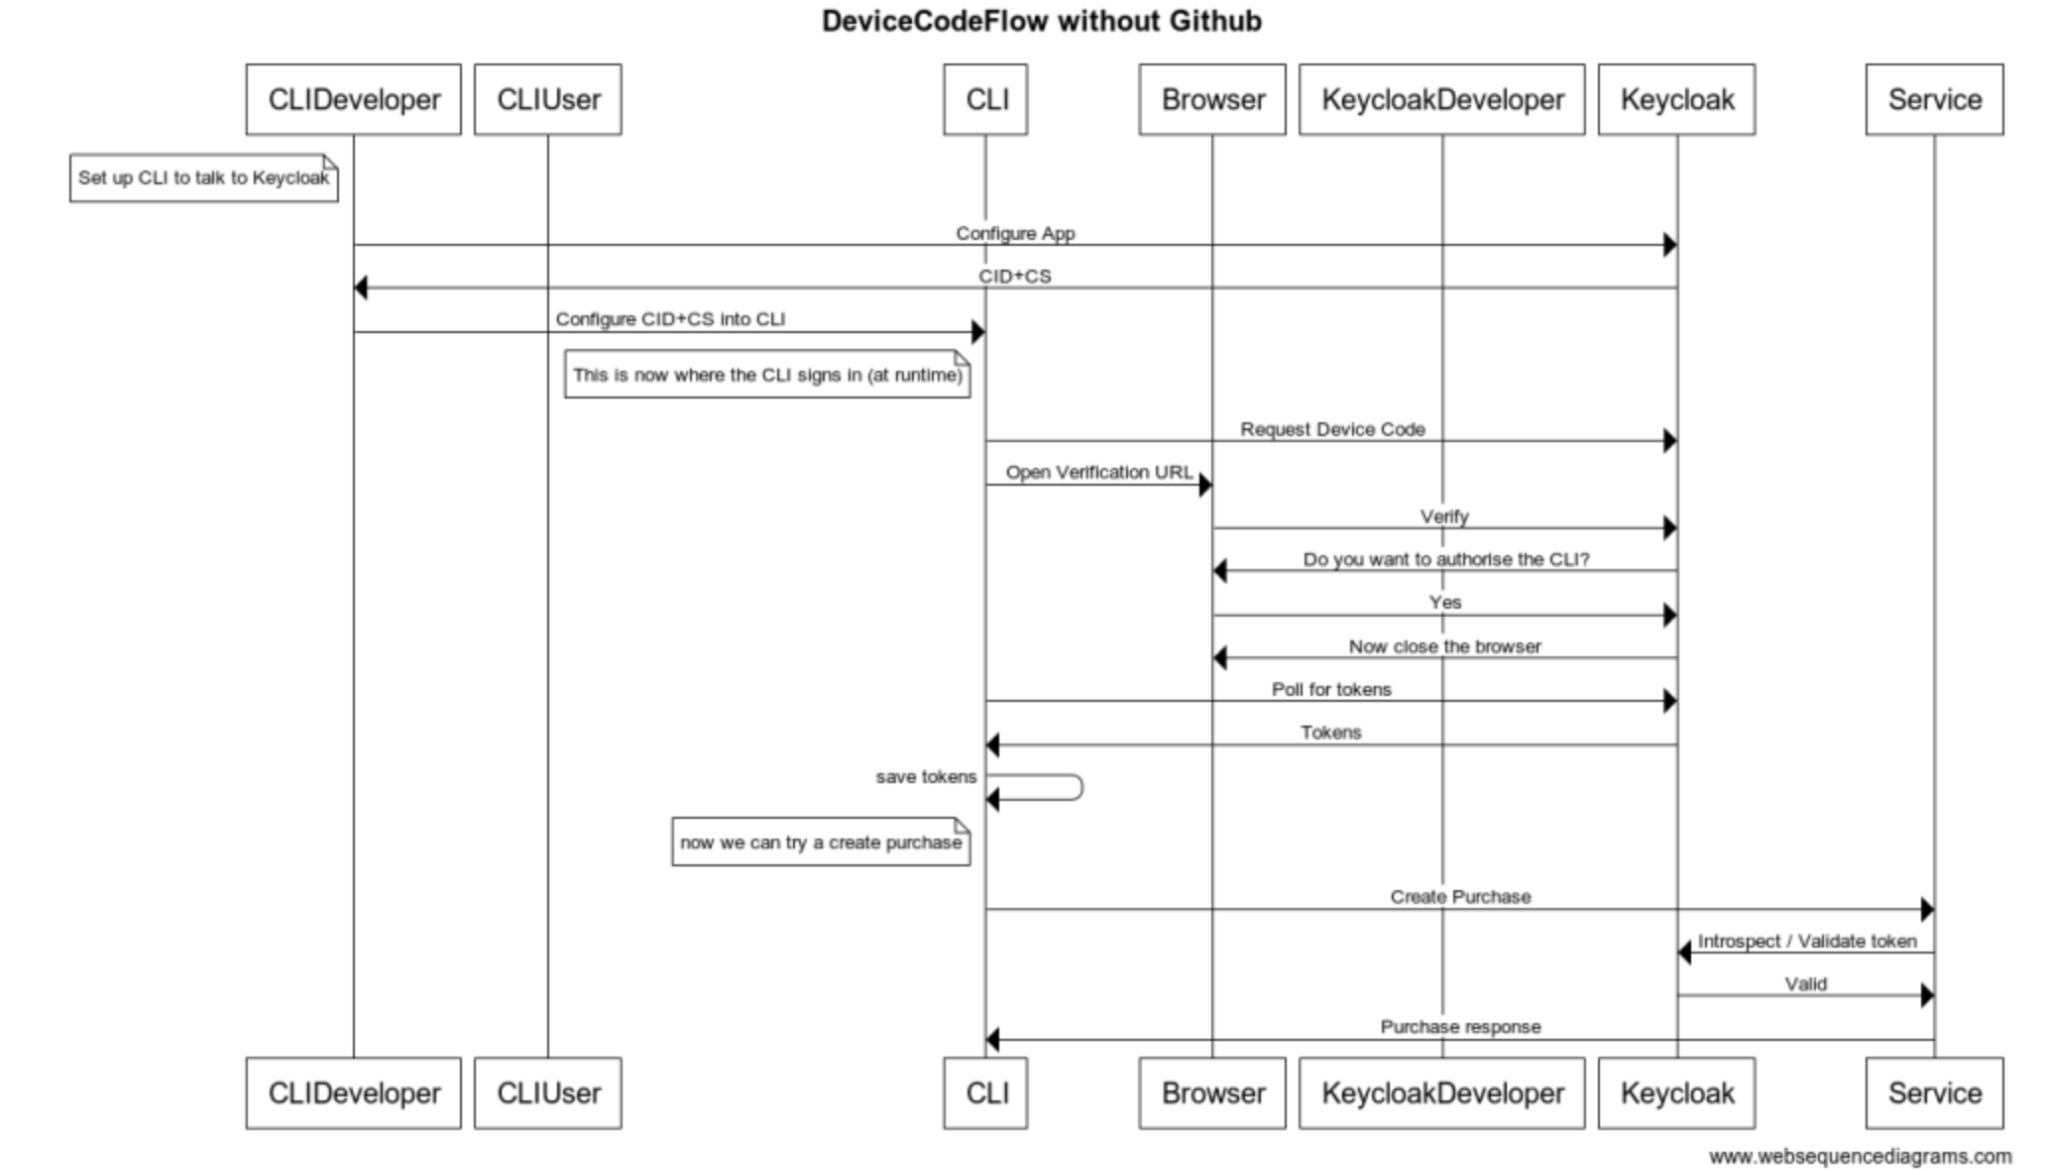 DeviceCodeFlow without Github
CLIDeveloper
CLIUser
CLI
Browser
KeycloakDeveloper
Keycloak
Service
Set up CLI to talk to Keycloak
Configure App
CID+CS
Configure CID+CS into CLI
This is now where the CLI signs in (at runtime)
Request Device Code
Open Verification URL
Verify
Do you want to authorise the CLI?
Yes
Now close the browser
Poll for tokens
Tokens
save tokens
now we can try a create purchase
Create Purchase
Introspect / Validate token
Valid
Purchase response
CLIDeveloper
CLIUser
CLI
Browser
KeycloakDeveloper
Keycloak
Service
www.websequencediagrams.com